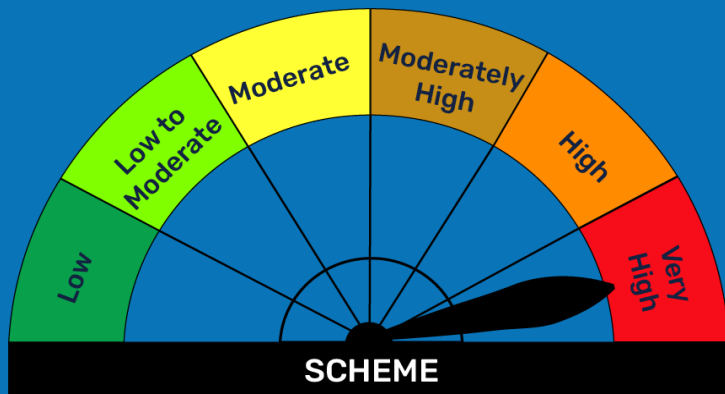 Low
Low to
Moderate
Moderate
Moderately
High
High
Very
High
SCHEME